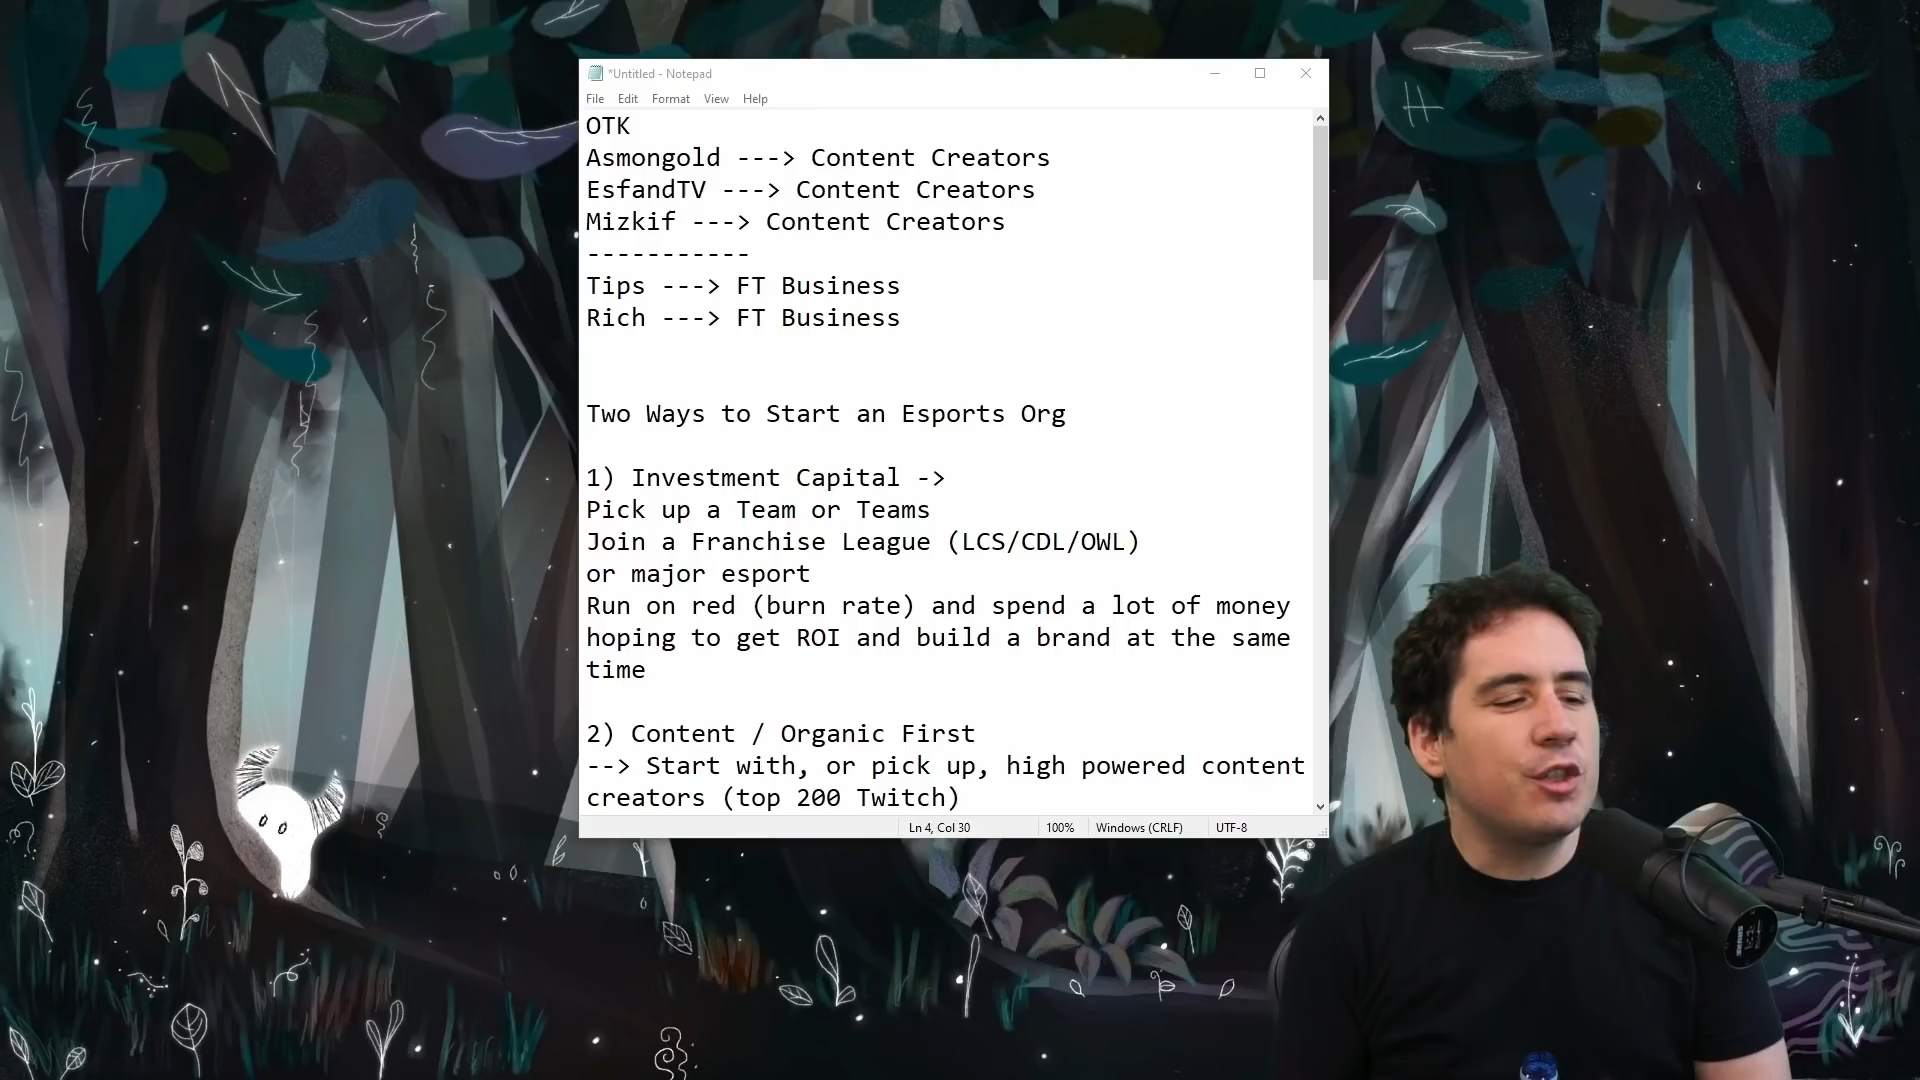 *Untitled - Notepad
File Edit Format View Help
OTK
Asmongold ---> Content Creators
EsfandTV ---> Content Creators
Mizkif ---> Content Creators
-----------
Tips ---> FT Business
Rich ---> FT Business
Two Ways to Start an Esports Org
1) Investment Capital ->
Pick up a Team or Teams
Join a Franchise League (LCS/CDL/OWL)
or major esport
Run on red (burn rate) and spend a lot of money
hoping to get ROI and build a brand at the same
time
2) Content / Organic First
--> Start with, or pick up, high powered content
creators (top 200 Twitch)
Ln 4, Col 30 100% Windows (CRLF) UTF-8
SHURE